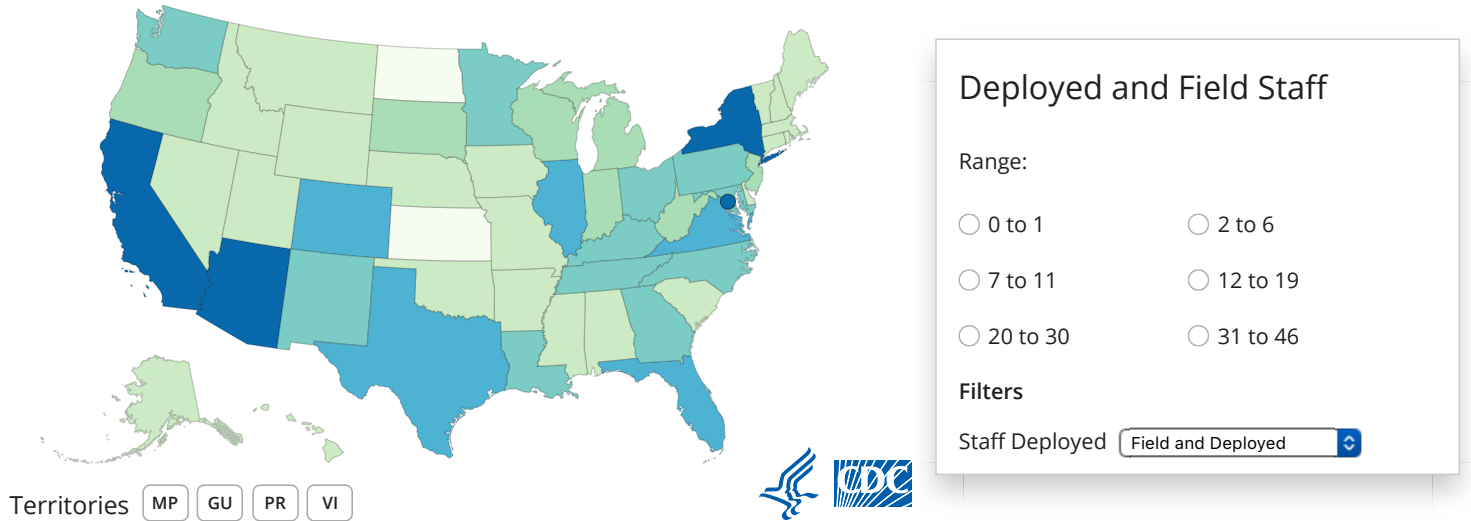 Deployed and Field Staff
Range:
0 to 1
2 to 6
7 to 11
12 to 19
20 to 30
31 to 46
Filters
Staff Deployed Field and Deployed
CDC
Territories MP GU PR VI